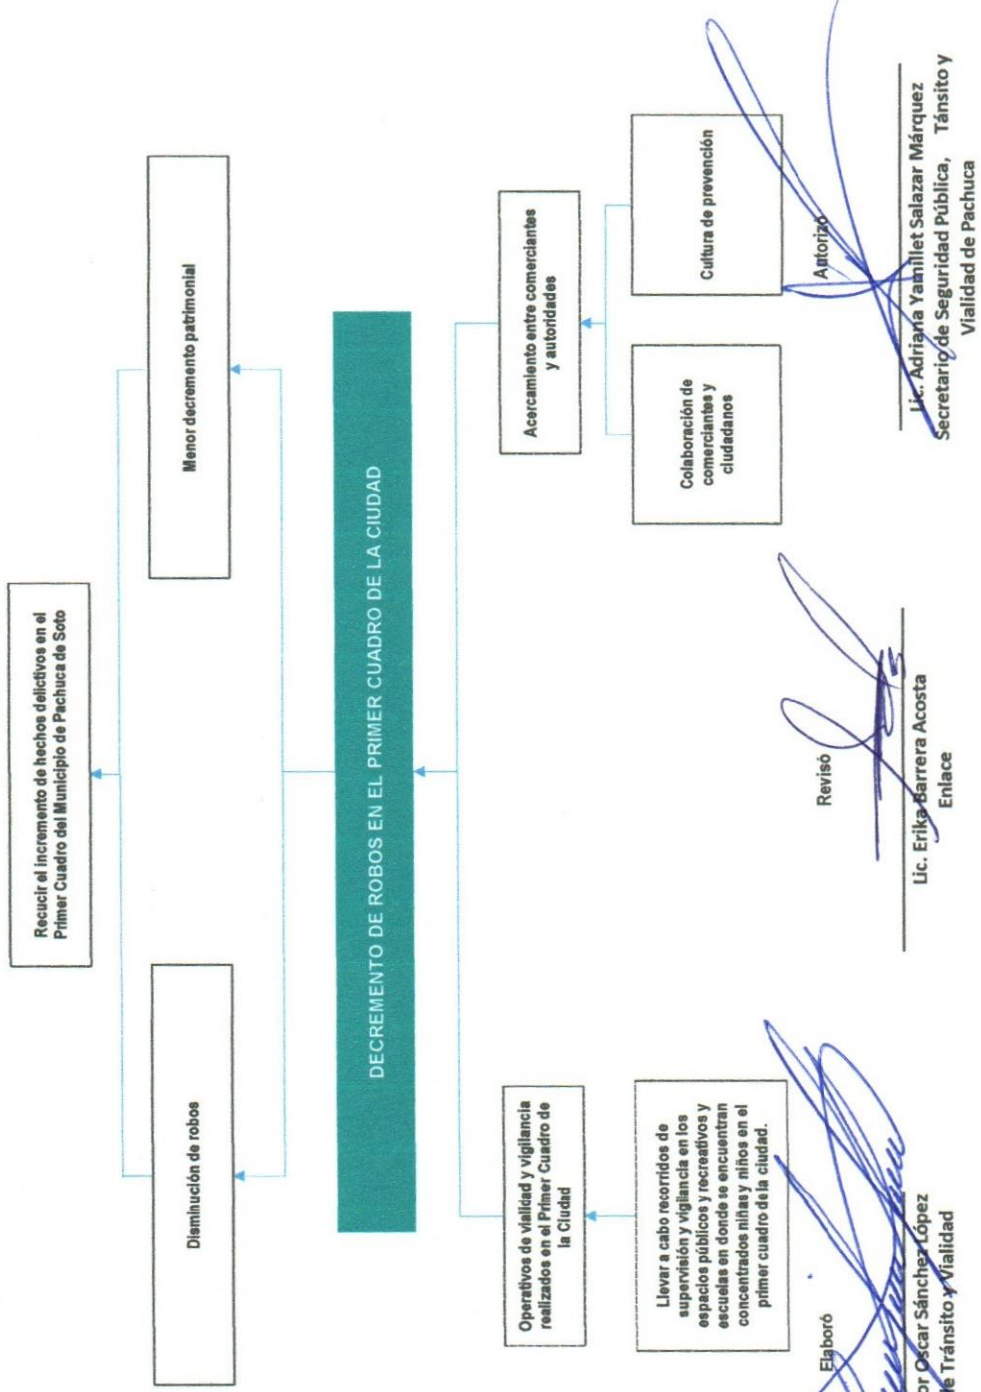 Recucir el incremento de hechos delictivos en el
Primer Cuadro del Municipio de Pachuca de Soto
Disminución de robos
Menor decremento patrimonial
DECREMENTO DE ROBOS EN EL PRIMER CUADRO DE LA CIUDAD
Operativos de vialidad y vigilancia
realizados en el Primer Cuadro de
la Ciudad
Acercamiento entre comerciantes
y autoridades
Llevar a cabo recorridos de
supervisión y vigilancia en los
espacios públicos y recreativos y
escuelas en donde se encuentran
concentrados niñas y niños en el
primer cuadro de la ciudad.
Colaboración de
comerciantes y
ciudadanos
Cultura de prevención
Elaboró
Oscar Sánchez López
Tránsito y Vialidad
Revisó
Lic. Erika Barrera Acosta
Enlace
Autorizó
Lic. Adriana Yamillet Salazar Márquez
Secretario de Seguridad Pública, Tánsito y
Vialidad de Pachuca